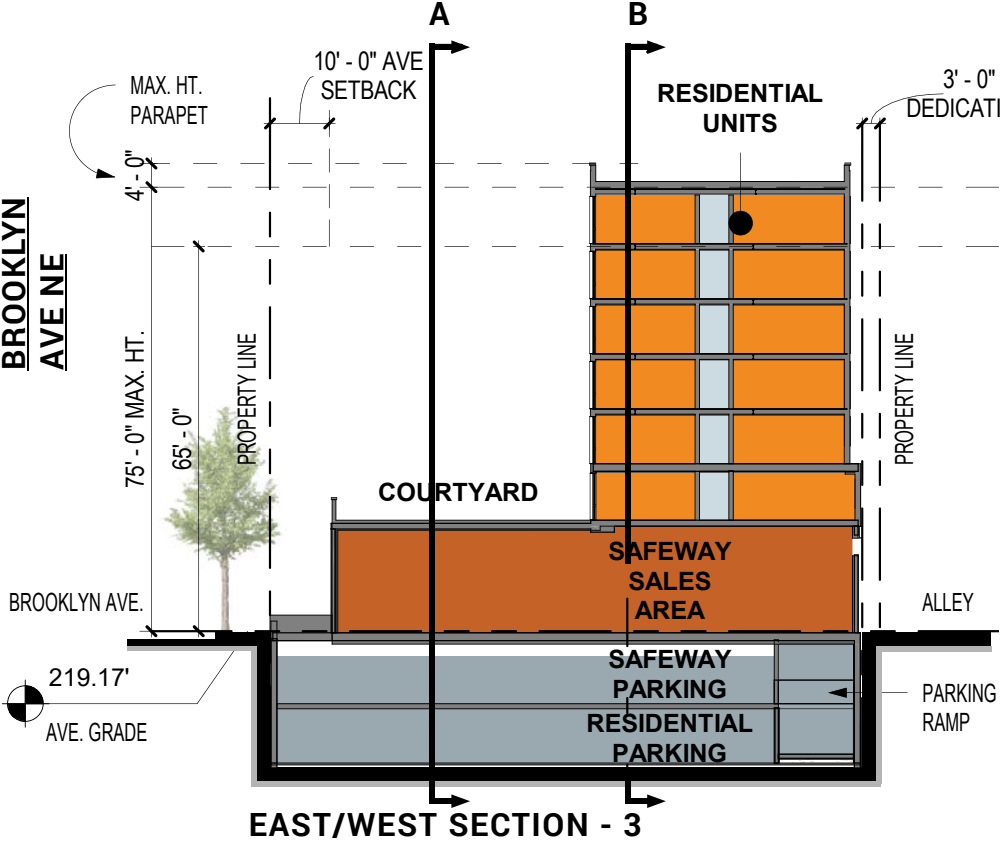 A
B
10' - 0" AVE
SETBACK
MAX. HT.
PARAPET
RESIDENTIAL
UNITS
3' - 0"
DEDICATI
4' - 0"
BROOKLYN
AVE NE
75' - 0" MAX. HT.
65' - 0"
PROPERTY LINE
PROPERTY LINE
COURTYARD
SAFEWAY
SALES
AREA
BROOKLYN AVE.
ALLEY
SAFEWAY
PARKING
219.17'
AVE. GRADE
PARKING
RAMP
RESIDENTIAL
PARKING
EAST/WEST SECTION - 3